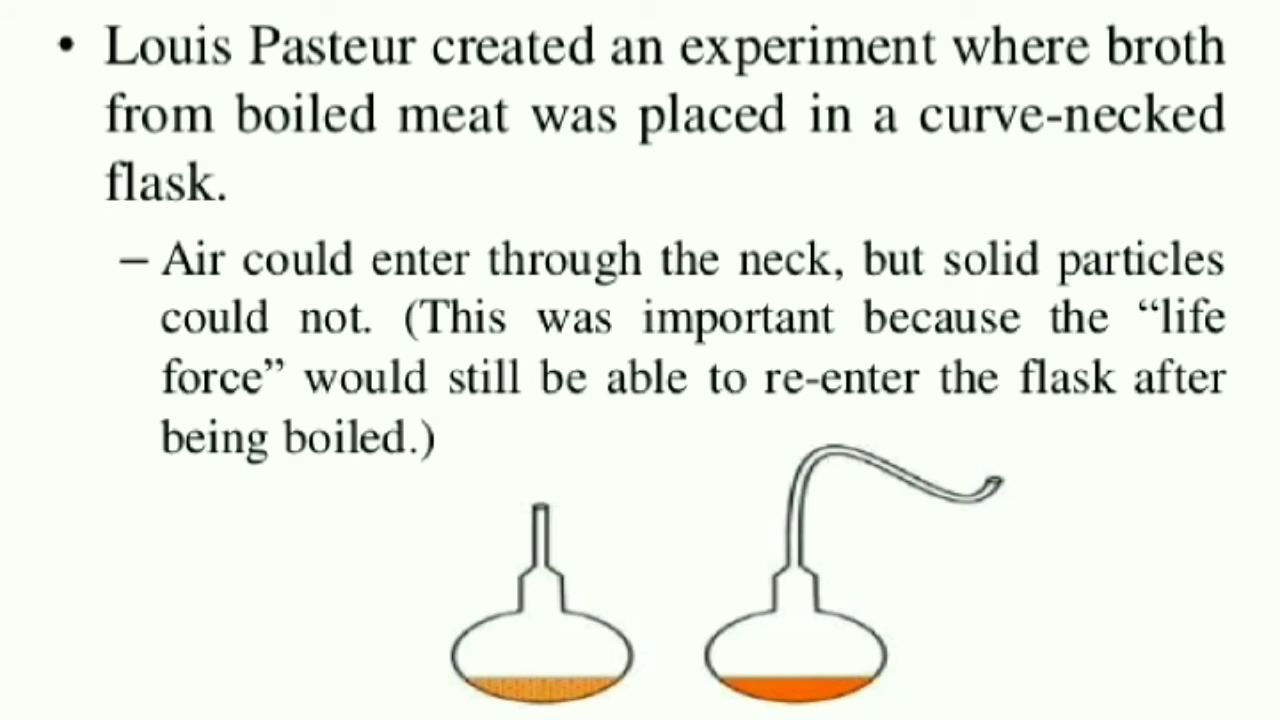 • Louis Pasteur created an experiment where broth
from boiled meat was placed in a curve-necked
flask.
– Air could enter through the neck, but solid particles
could not. (This was important because the “life
force” would still be able to re-enter the flask after
being boiled.)